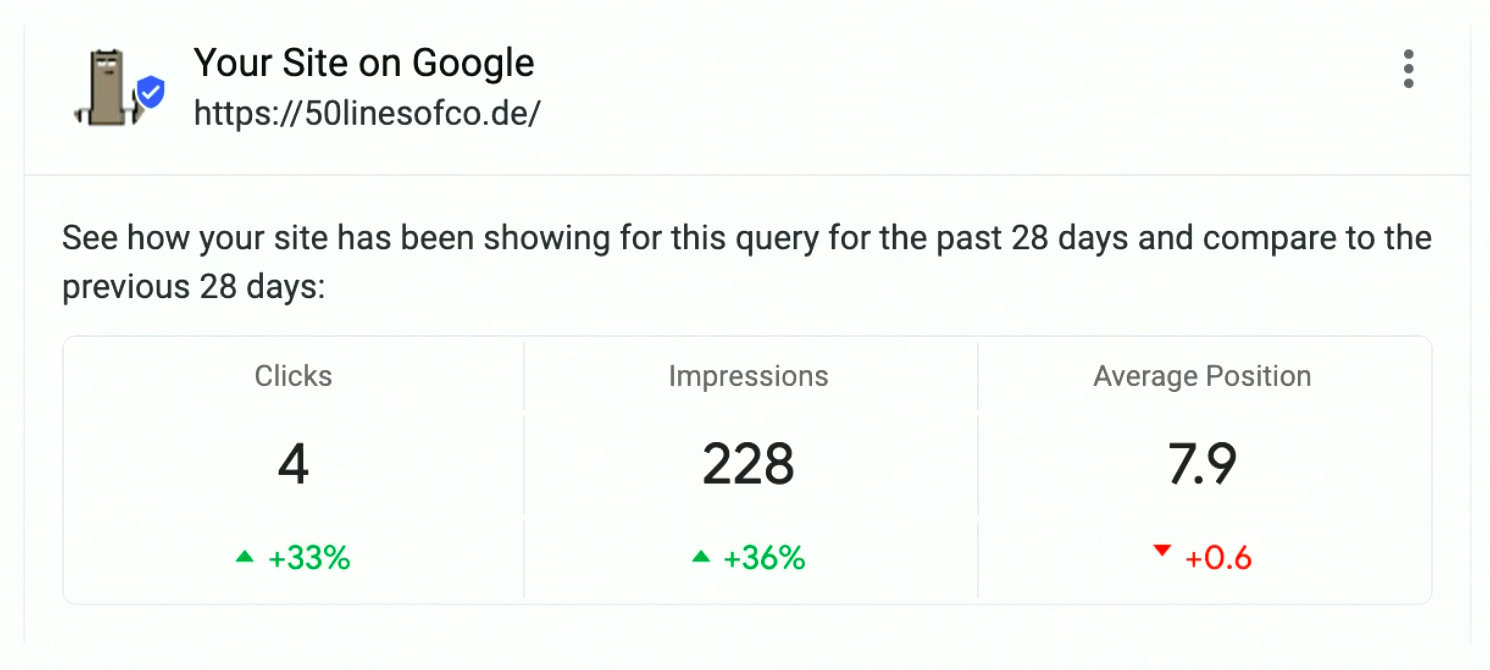 Your Site on Google
https://50linesofco.de/
See how your site has been showing for this query for the past 28 days and compare to the
previous 28 days:
Clicks
Impressions
Average Position
4
228
7.9
+33%
+36%
+0.6